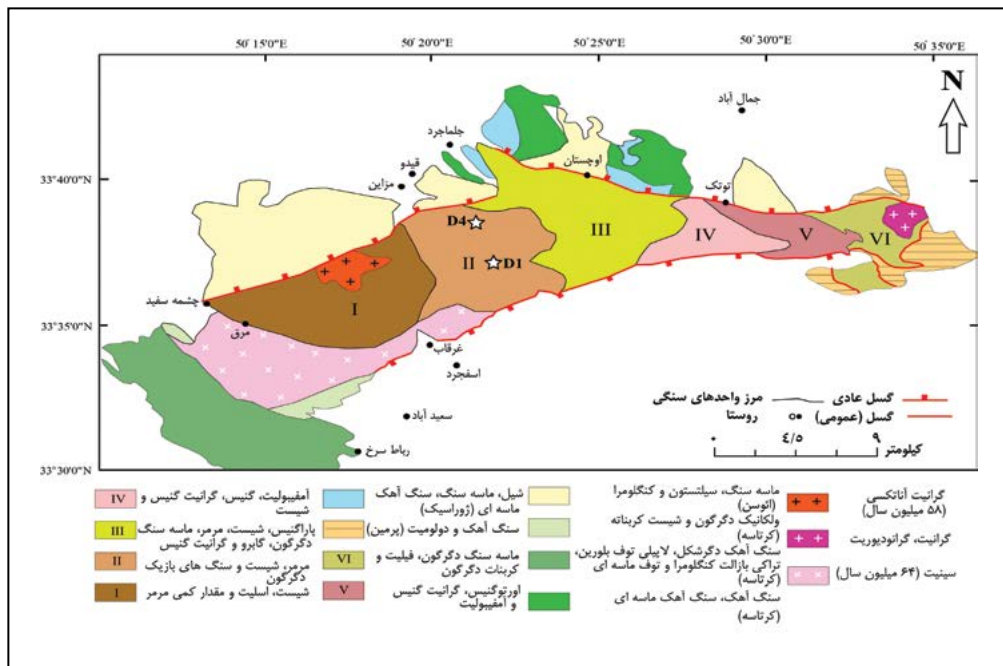 50° 15'0"E 50° 20'0"E 50° 25'0"E 50° 30'0"E 50° 35'0"E
N
جمال آباد
جلماجرد
قیدو
مزاین
اوچستان
توتک
33°40'0"N
D4
III
IV
V
VI
II
D1
I
چشمه سفید
مرق
33°35'0"N
غرقاب
اسفجرد
سعید آباد
رباط سرخ
33°30'0"N
گسل عادی
مرز واحدهای سنگی
گسل (عمومی)
روستا
۰ ۴/۵ ۹
کیلومتر
گرانیت آناتکسی
(۵۸ میلیون سال)
گرانیت، گرانودیوریت
سینیت (۶۴ میلیون سال)
ماسه سنگ، سیلتستون و کنگلومرا
(ائوسن)
ولکانیک دگرگون و شیست کربناته
(کرتاسه)
سنگ آهک دگرشکل، لاپیلی توف بلورین،
تراکی بازالت کنگلومرا و توف ماسه ای
(کرتاسه)
سنگ آهک، سنگ آهک ماسه ای
(کرتاسه)
شیل، ماسه سنگ، سنگ آهک
ماسه ای (ژوراسیک)
سنگ آهک و دولومیت (پرمین)
VI
ماسه سنگ دگرگون، فیلیت و
کربنات دگرگون
V
اورتوگنیس، گرانیت گنیس
و آمفیبولیت
IV
آمفیبولیت، گنیس، گرانیت گنیس و
شیست
III
پاراگنیس، شیست، مرمر، ماسه سنگ
دگرگون، گابرو و گرانیت گنیس
II
مرمر، شیست و سنگ های بازیک
دگرگون
I
شیست، اسلیت و مقدار کمی مرمر